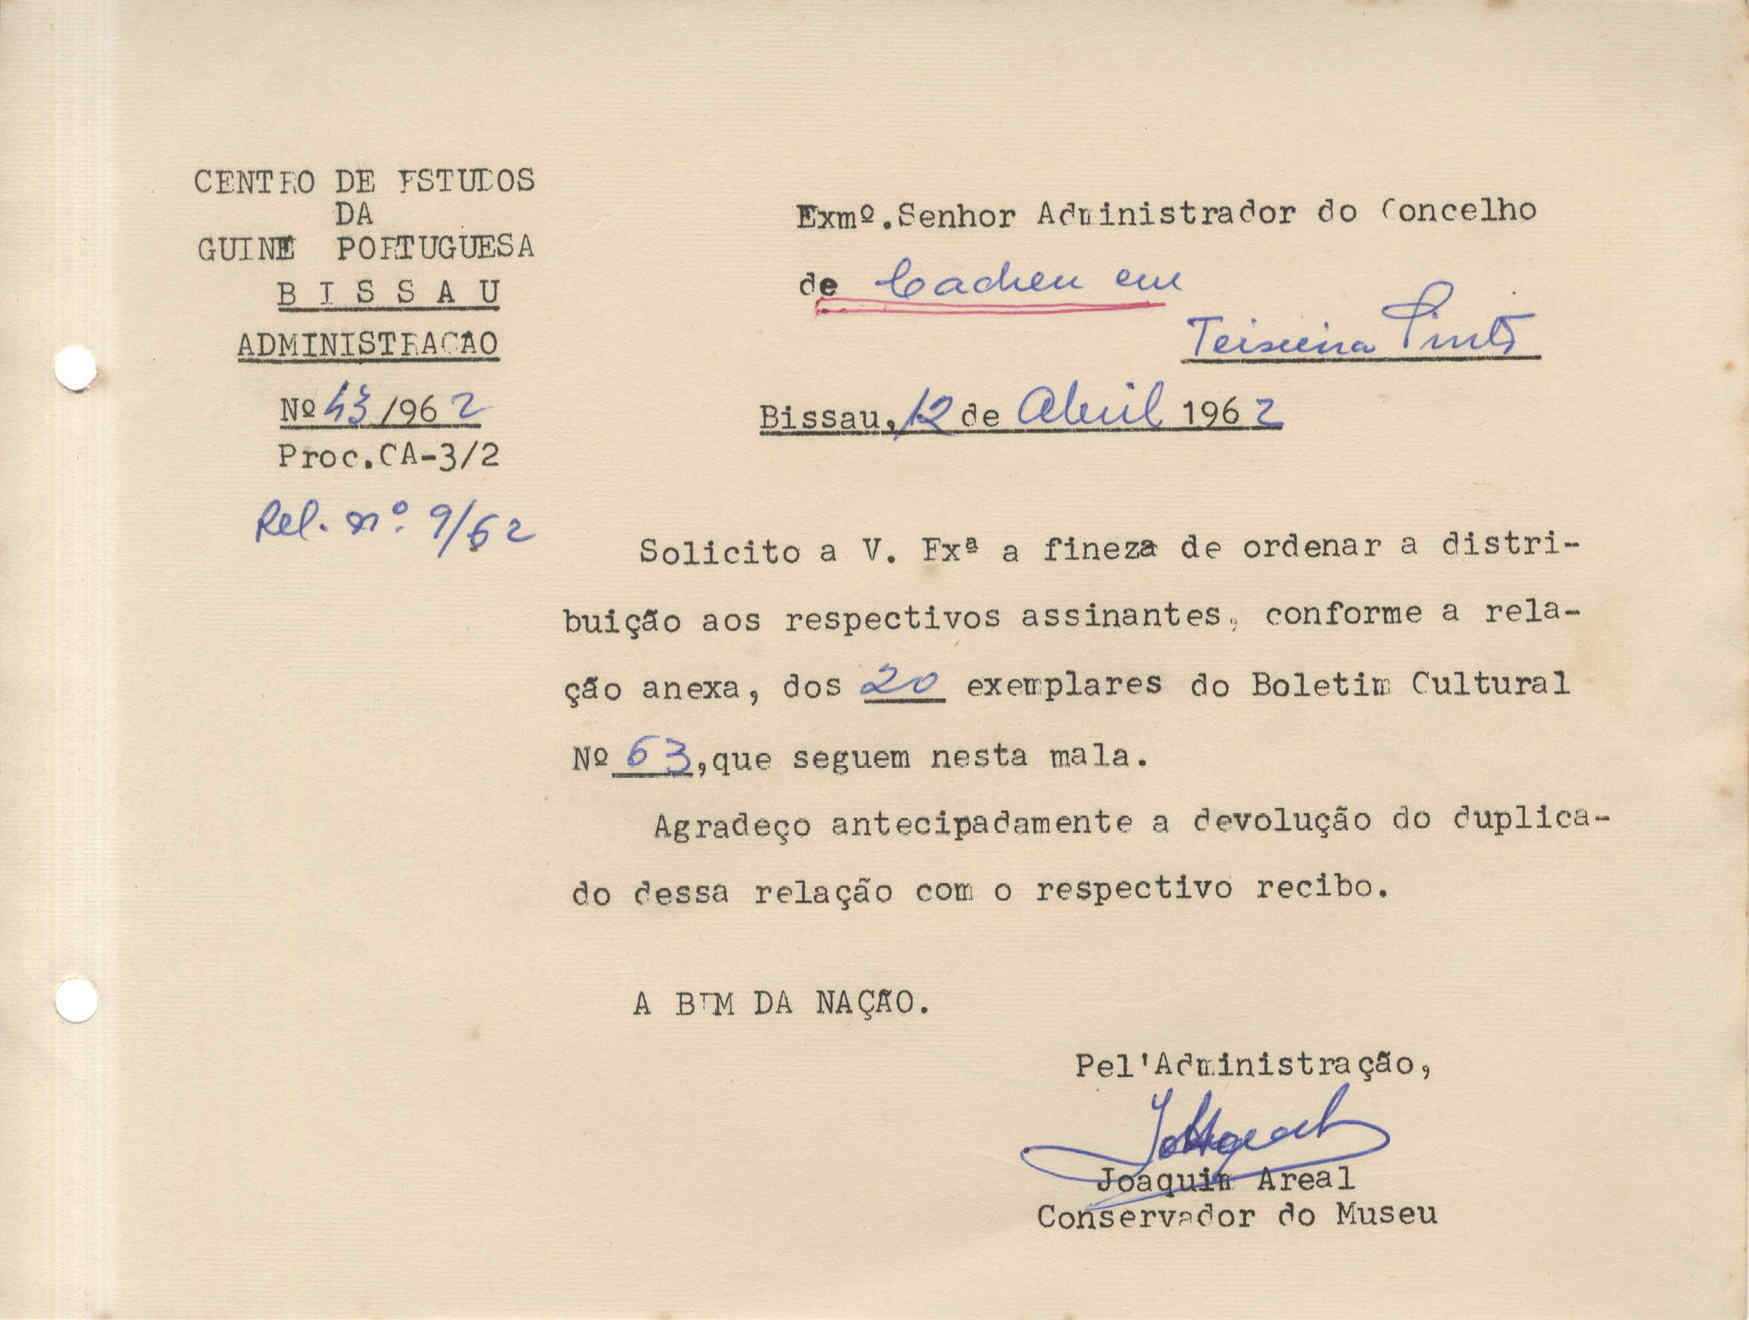 CENTRO DE ESTUDOS
DA
GUINÉ PORTUGUESA
B I S S A U
ADMINISTRAÇÃO
Nº 43/962
Proc.CA-3/2
Rel. nº. 9/62
Exmº.Senhor Administrador do Concelho
de Cacheu em
Teixeira Pinto
Bissau, 12 de Abril 1962
Solicito a V. Exª a fineza de ordenar a distri-
buição aos respectivos assinantes, conforme a rela-
ção anexa, dos 20 exemplares do Boletim Cultural
Nº 63,que seguem nesta mala.
Agradeço antecipadamente a devolução do duplica-
do dessa relação com o respectivo recibo.
A BEM DA NAÇÃO.
Pel'Administração,
Joaquim Areal
Conservador do Museu